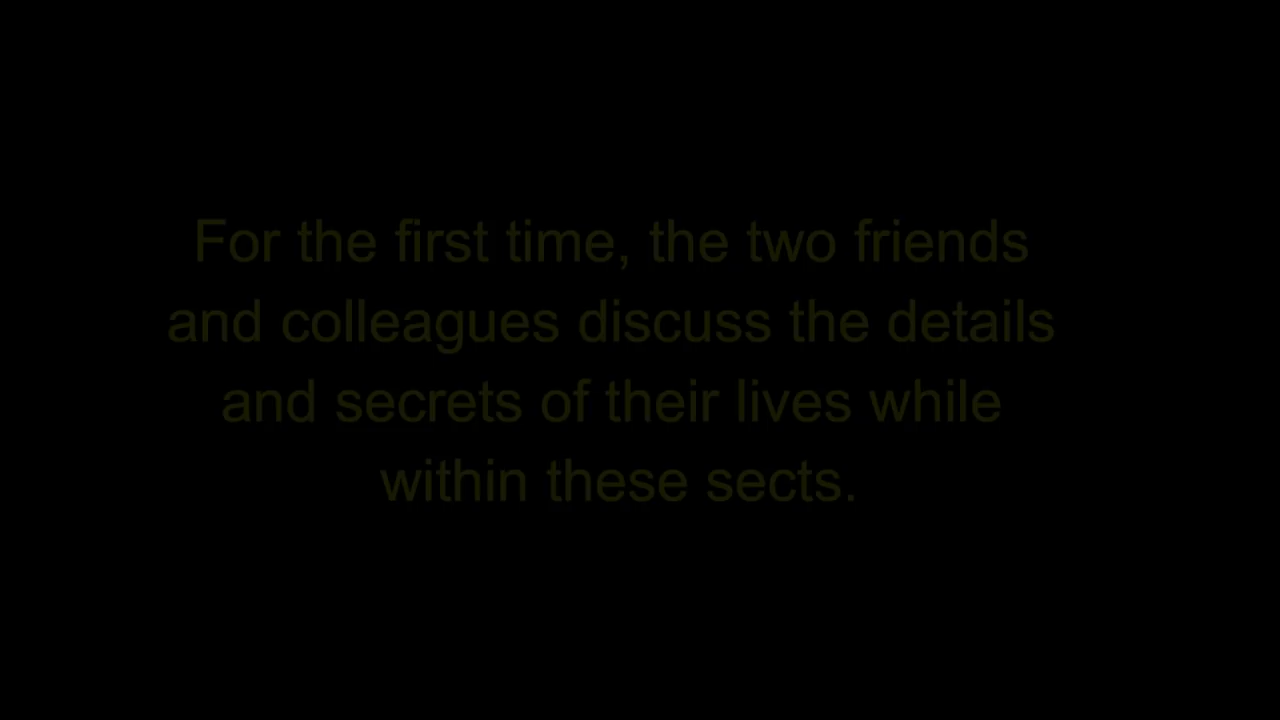 For the first time, the two friends
and colleagues discuss the details
and secrets of their lives while
within these sects.